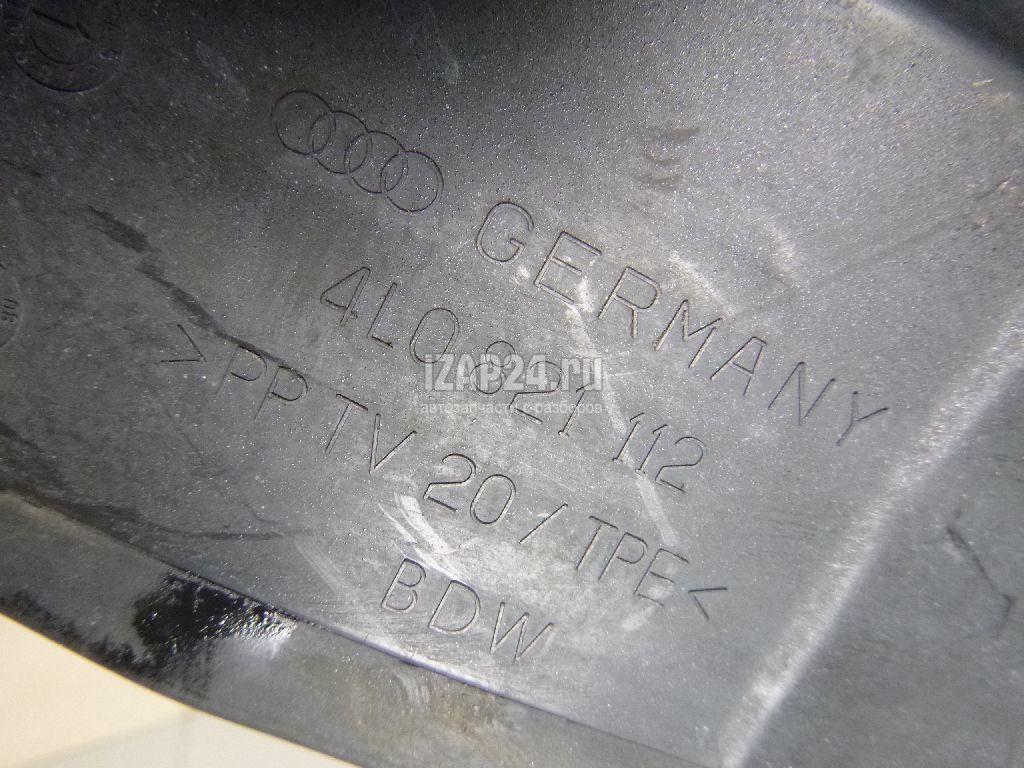 GERMANY
4L0 821 112
>PP TV 20/TPE<
BDW
iZAP24.ru
автозапчасти с разборов